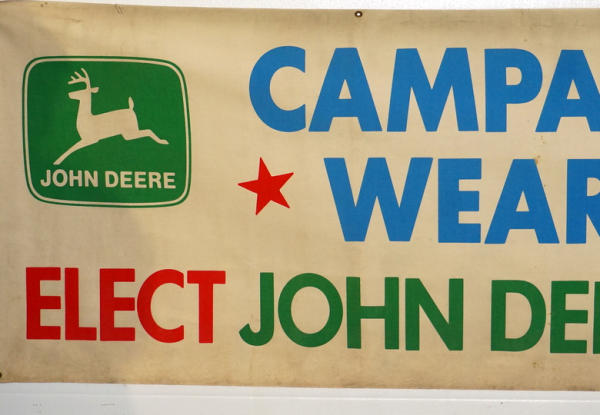 JOHN DEERE
CAMPA
WEAR
ELECT JOHN DE